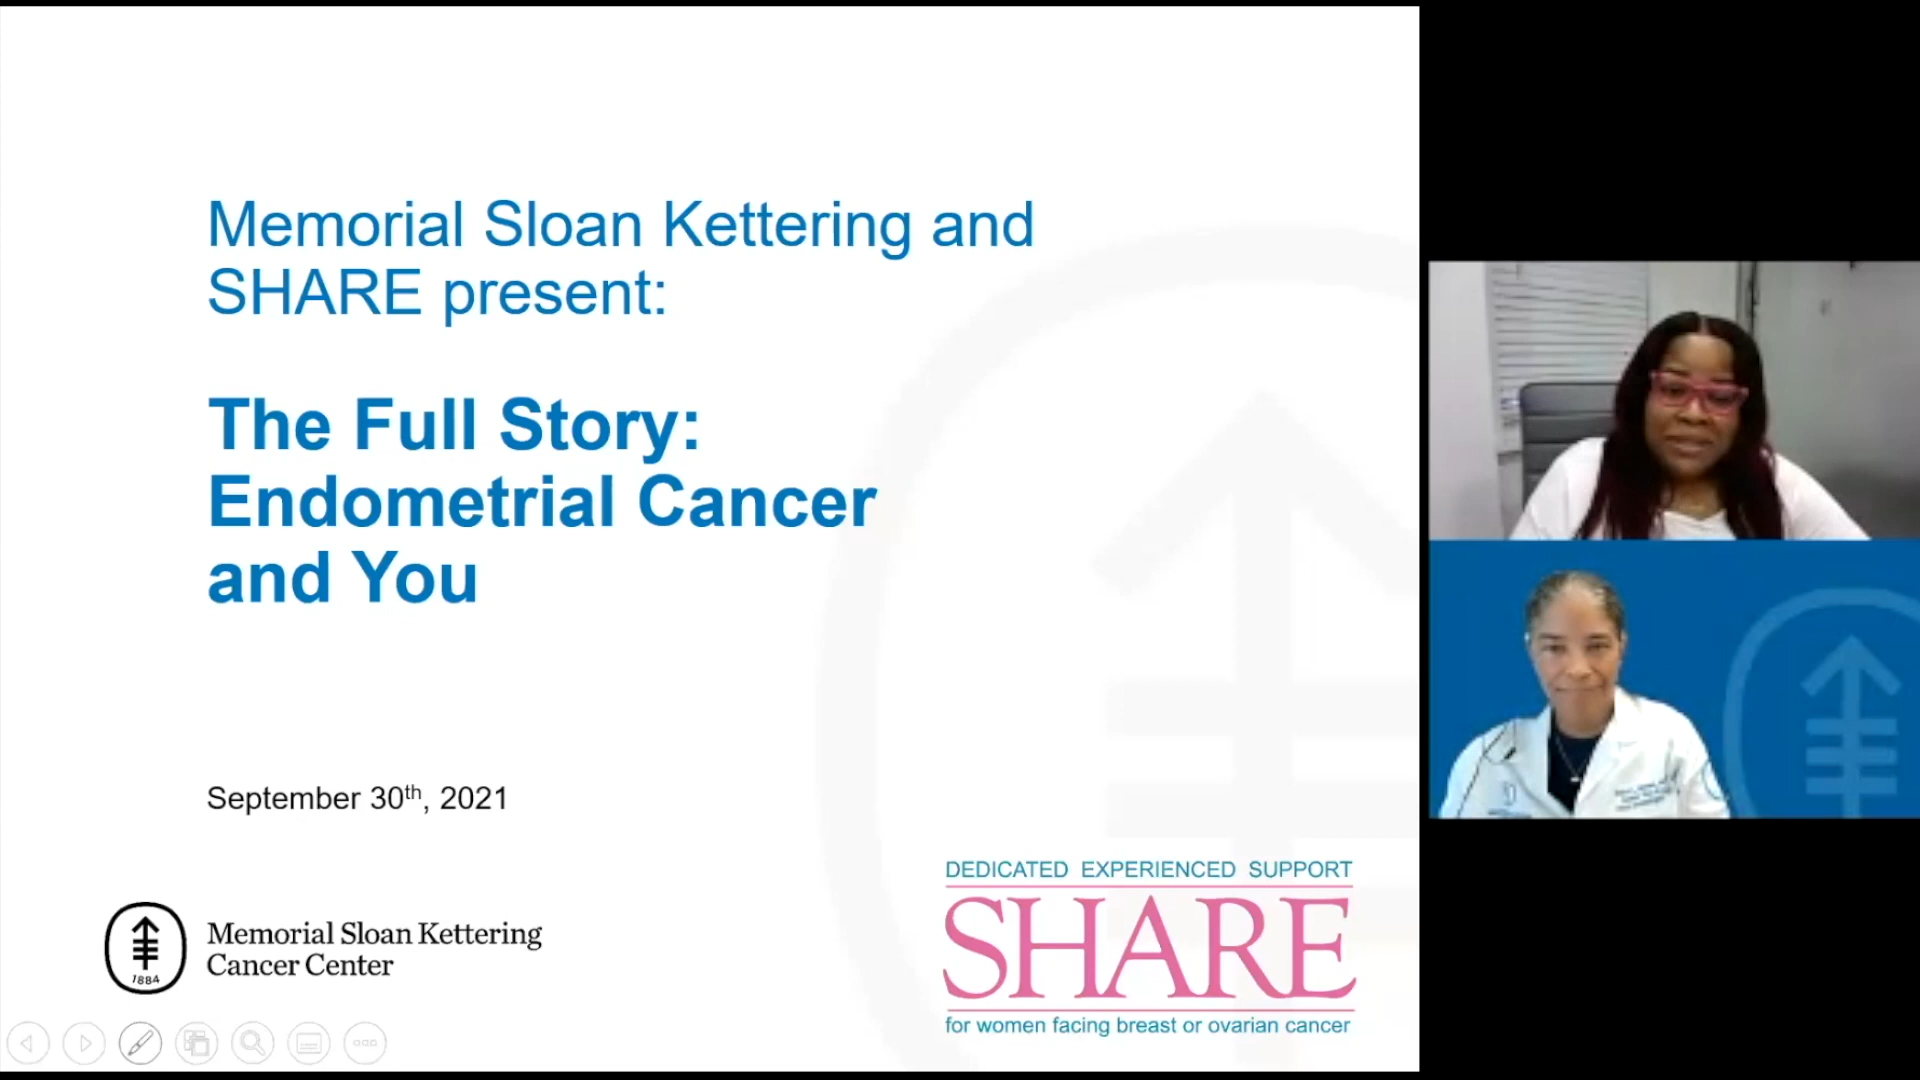 Memorial Sloan Kettering and
SHARE present:
The Full Story:
Endometrial Cancer
and You
September 30th, 2021
1884
Memorial Sloan Kettering
Cancer Center
DEDICATED EXPERIENCED SUPPORT
SHARE
for women facing breast or ovarian cancer